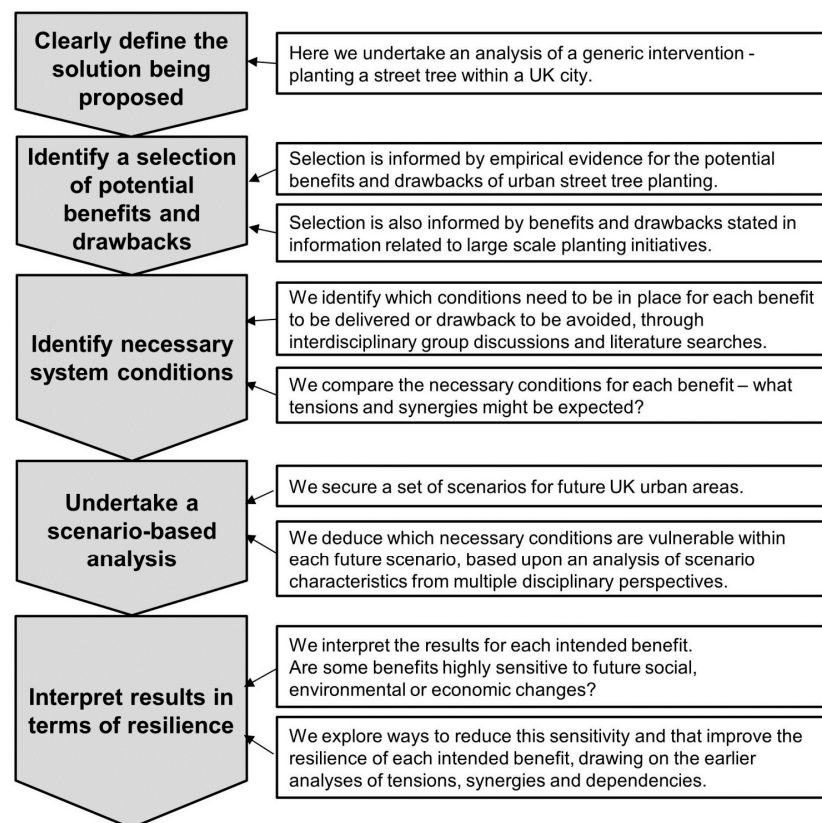 Clearly define the
solution being
proposed
Here we undertake an analysis of a generic intervention -
planting a street tree within a UK city.
Identify a selection
of potential
benefits and
drawbacks
Selection is informed by empirical evidence for the potential
benefits and drawbacks of urban street tree planting.
Selection is also informed by benefits and drawbacks stated in
information related to large scale planting initiatives.
Identify necessary
system conditions
We identify which conditions need to be in place for each benefit
to be delivered or drawback to be avoided, through
interdisciplinary group discussions and literature searches.
We compare the necessary conditions for each benefit – what
tensions and synergies might be expected?
Undertake a
scenario-based
analysis
We secure a set of scenarios for future UK urban areas.
We deduce which necessary conditions are vulnerable within
each future scenario, based upon an analysis of scenario
characteristics from multiple disciplinary perspectives.
Interpret results in
terms of resilience
We interpret the results for each intended benefit.
Are some benefits highly sensitive to future social,
environmental or economic changes?
We explore ways to reduce this sensitivity and that improve the
resilience of each intended benefit, drawing on the earlier
analyses of tensions, synergies and dependencies.